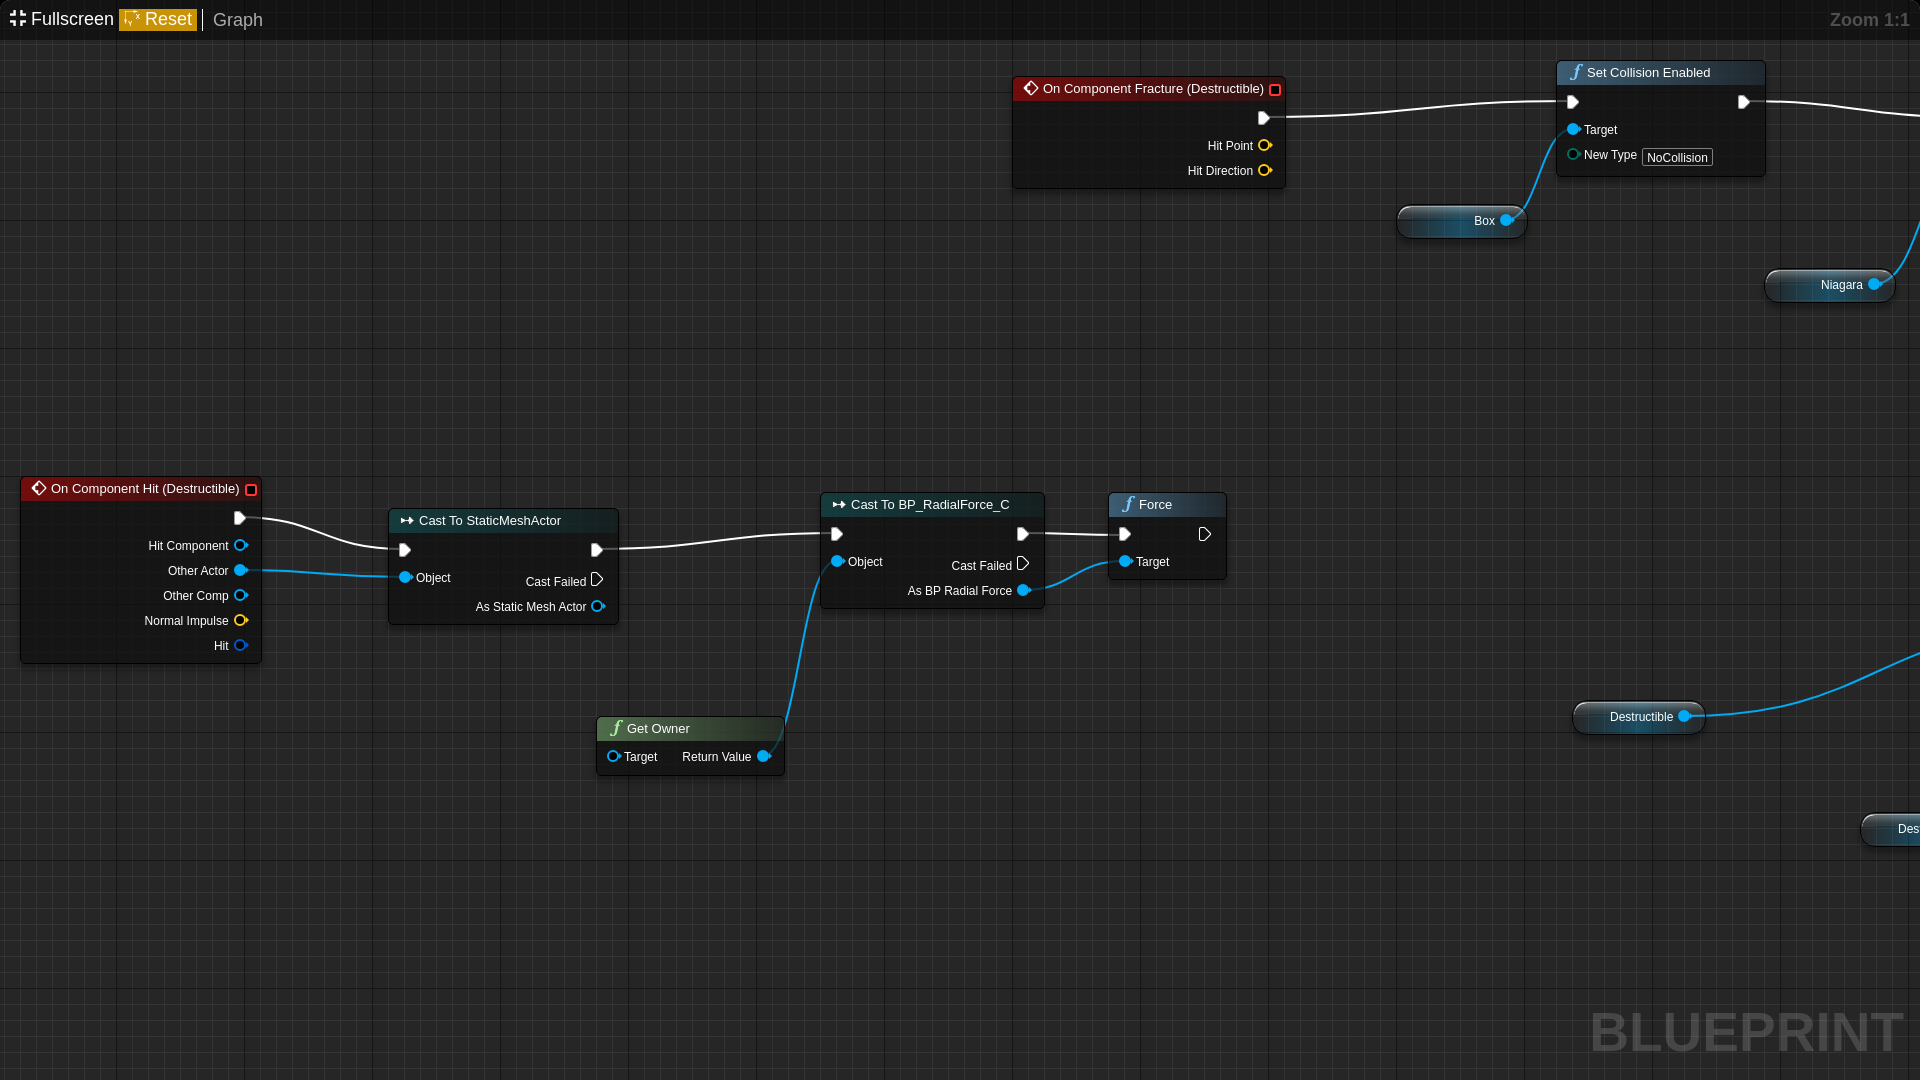 Fullscreen Reset Graph
Zoom 1:1
On Component Fracture (Destructible)
Hit Point
Hit Direction
Set Collision Enabled
Target
New Type NoCollision
Box
Niagara
On Component Hit (Destructible)
Hit Component
Other Actor
Other Comp
Normal Impulse
Hit
Cast To StaticMeshActor
Object
Cast Failed
As Static Mesh Actor
Cast To BP_RadialForce_C
Object
Cast Failed
As BP Radial Force
Force
Target
Get Owner
Target Return Value
Destructible
Des
BLUEPRINT